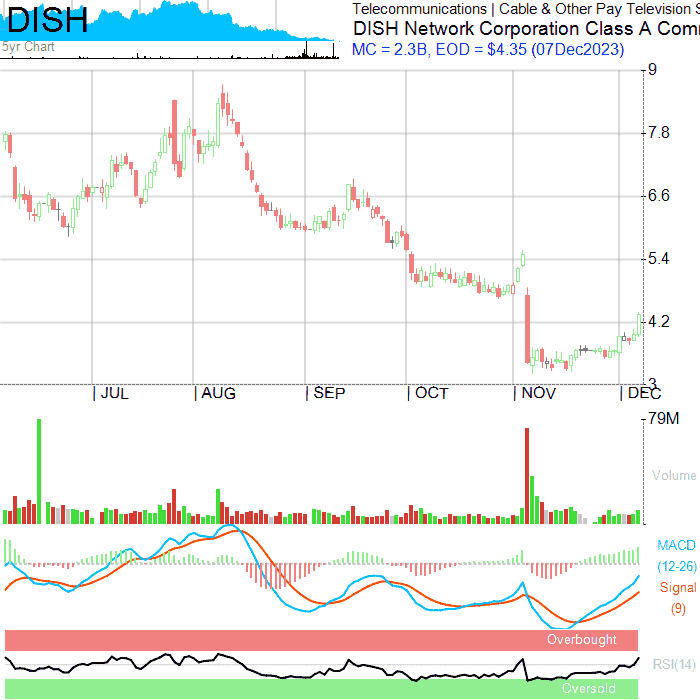 DISH
5yr Chart
Telecommunications | Cable & Other Pay Television S
DISH Network Corporation Class A Com
MC = 2.3B, EOD = $4.35 (07Dec2023)
9
7.8
6.6
5.4
4.2
3
JUL
AUG
SEP
OCT
NOV
DEC
79M
Volume
MACD
(12-26)
Signal
(9)
Overbought
RSI(14)
Oversold